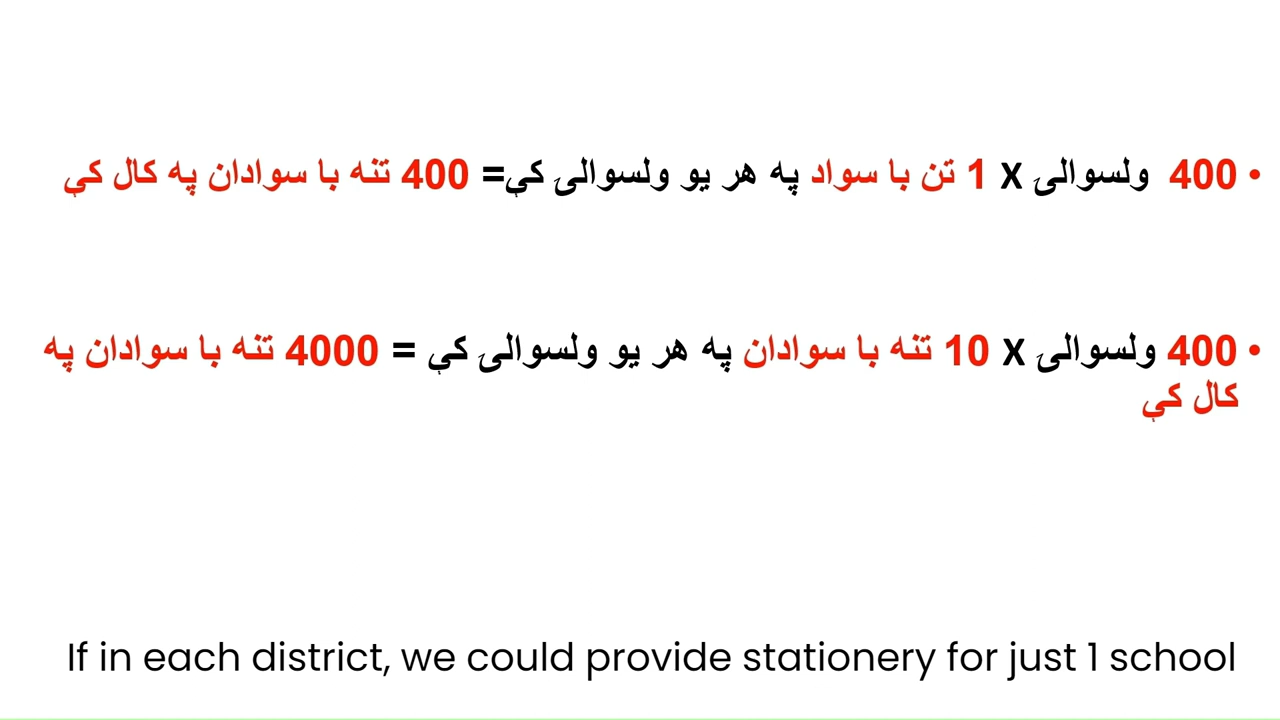 • 400 ولسوالۍ x 1 تن با سواد په هر يو ولسوالۍ کې= 400 تنه با سوادان په کال کې
• 400 ولسوالۍ x 10 تنه با سوادان په هر يو ولسوالۍ کې = 4000 تنه با سوادان په
کال کې
If in each district, we could provide stationery for just 1 school